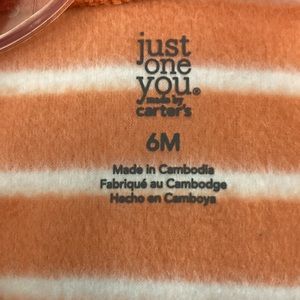 just
one
you®
made by
carter's
6M
Made in Cambodia
Fabriqué au Cambodge
Hecho en Camboya